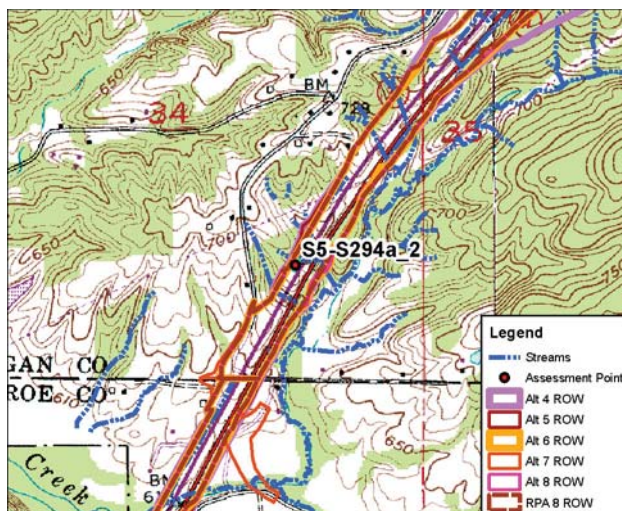 650
BM
729
34
35
700
700
700
650
S5-S294a_2
750
GAN CO
ROE CO
650
Creek
BM
Legend
Streams
Assessment Point
Alt 4 ROW
Alt 5 ROW
Alt 6 ROW
Alt 7 ROW
Alt 8 ROW
RPA 8 ROW